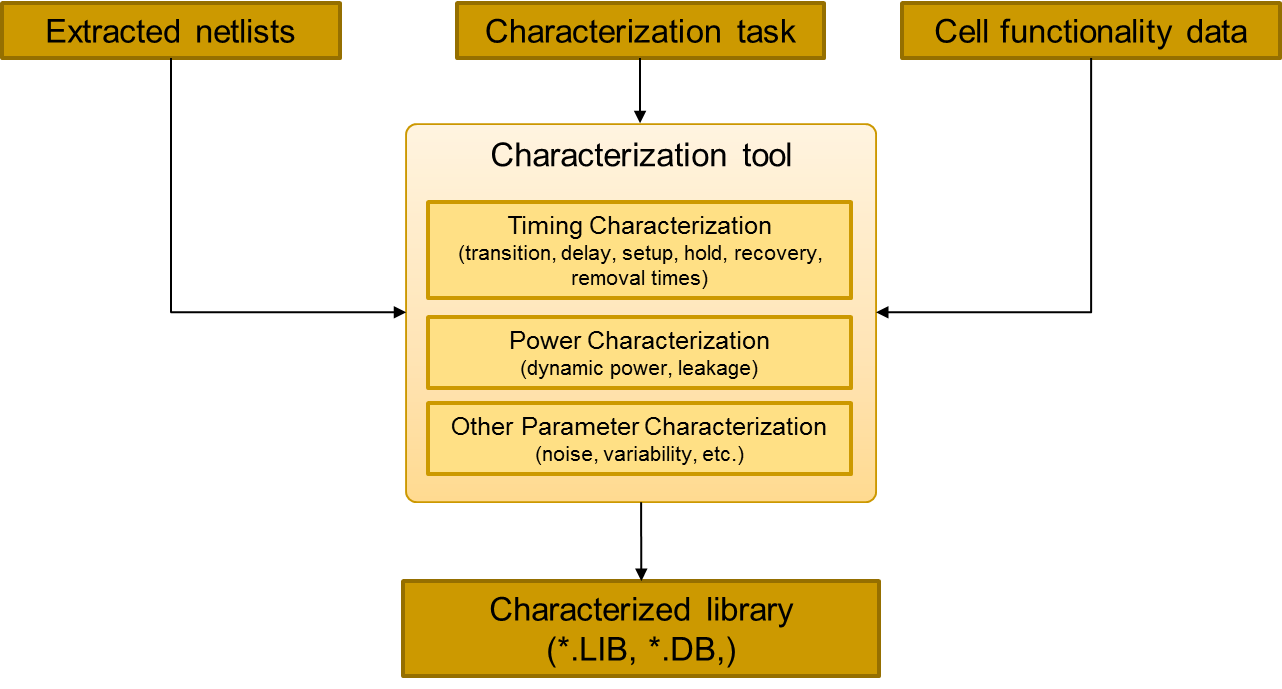 Extracted netlists
Characterization task
Cell functionality data
Characterization tool
Timing Characterization
(transition, delay, setup, hold, recovery,
removal times)
Power Characterization
(dynamic power, leakage)
Other Parameter Characterization
(noise, variability, etc.)
Characterized library
(*.LIB, *.DB,)